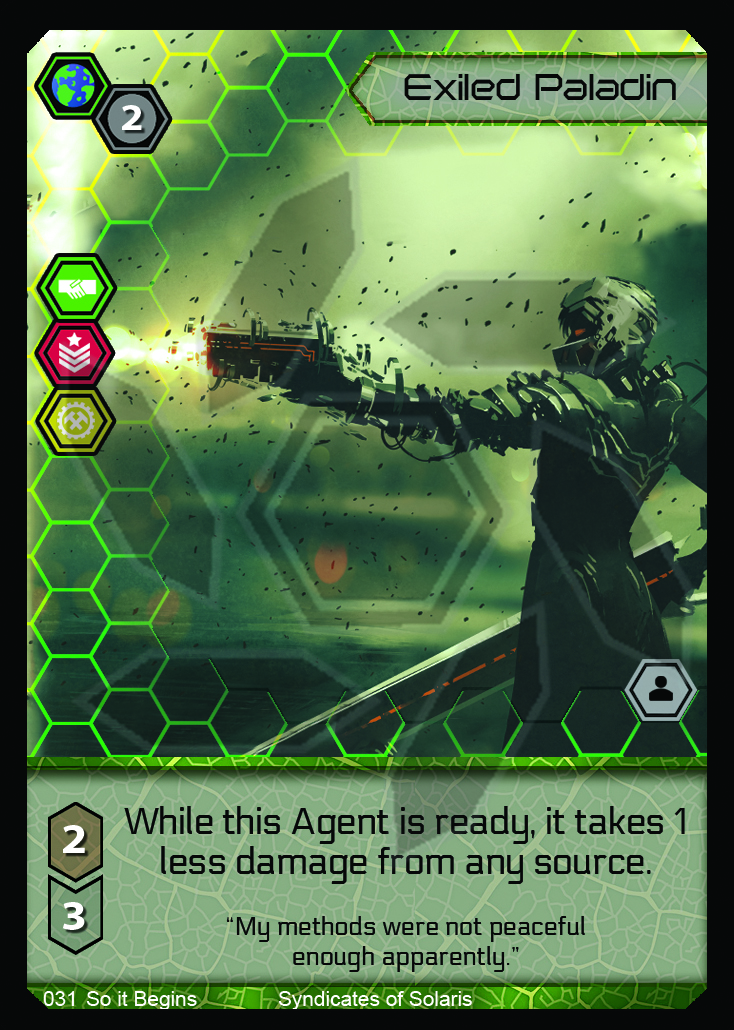 Exiled Paladin
2
While this Agent is ready, it takes 1
less damage from any source.
2
3
“My methods were not peaceful
enough apparently.”
031 So it Begins
Syndicates of Solaris